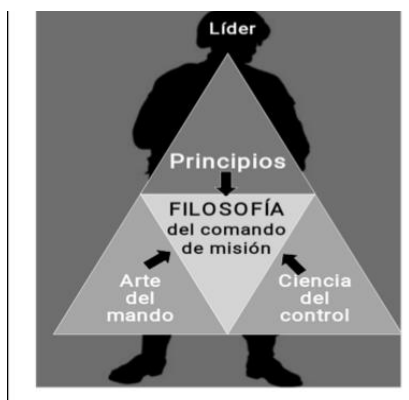 Líder
Principios
FILOSOFÍA
del comando
de misión
Arte
del
mando
Ciencia
del
control